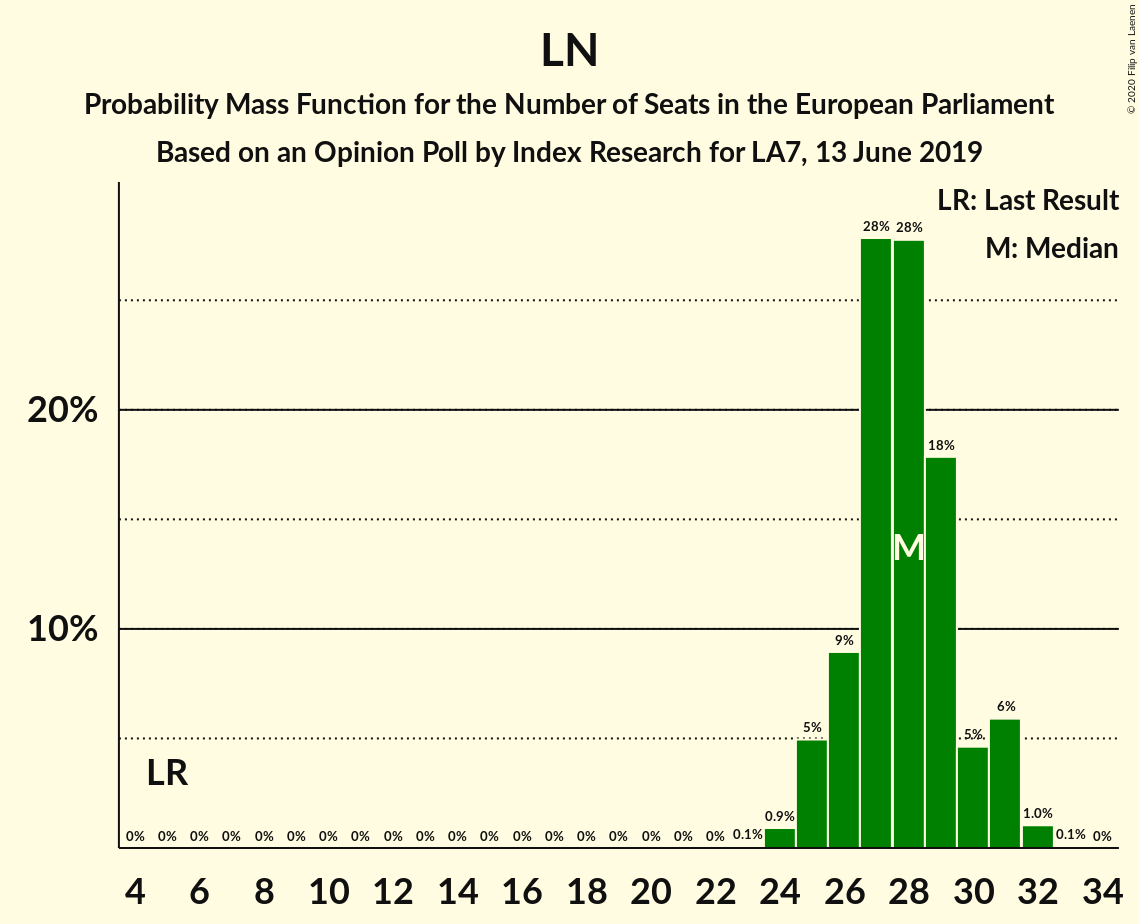 LN
Probability Mass Function for the Number of Seats in the European Parliament
Based on an Opinion Poll by Index Research for LA7, 13 June 2019
© 2020 Filip van Laenen
LR: Last Result
M: Median
28% 28%
20%
18%
M
10%
9%
6%
5% 5%
LR
0.9% 1.0%
0% 0% 0% 0% 0% 0% 0% 0% 0% 0% 0% 0% 0% 0% 0% 0% 0% 0% 0% 0.1% 0.1% 0%
4 6 8 10 12 14 16 18 20 22 24 26 28 30 32 34